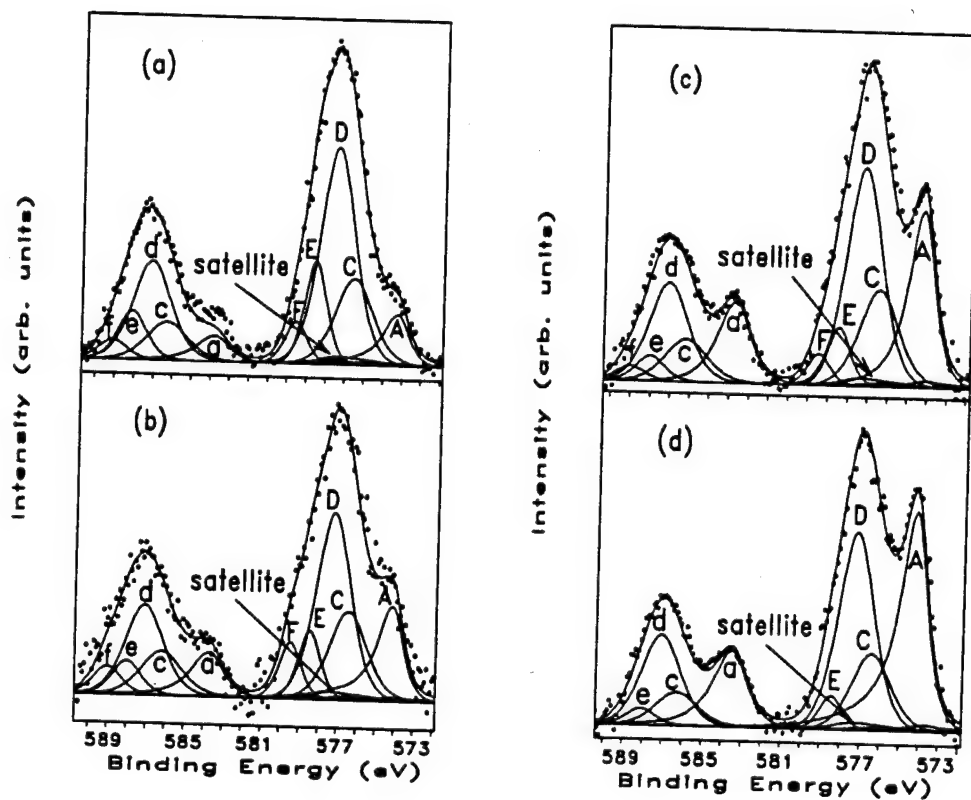 (a)
D
E
C
d
satellite
F
A
e
c
a
(b)
D
d
satellite
A
C
E
F
f
e
c
a
Intensity (arb. units)
589 585 581 577 573
Binding Energy (eV)
(c)
D
A
d
satellite
C
E
a
F
f
e
c
(d)
D
A
d
satellite
C
a
E
e
c
Intensity (arb. units)
589 585 581 577 573
Binding Energy (eV)